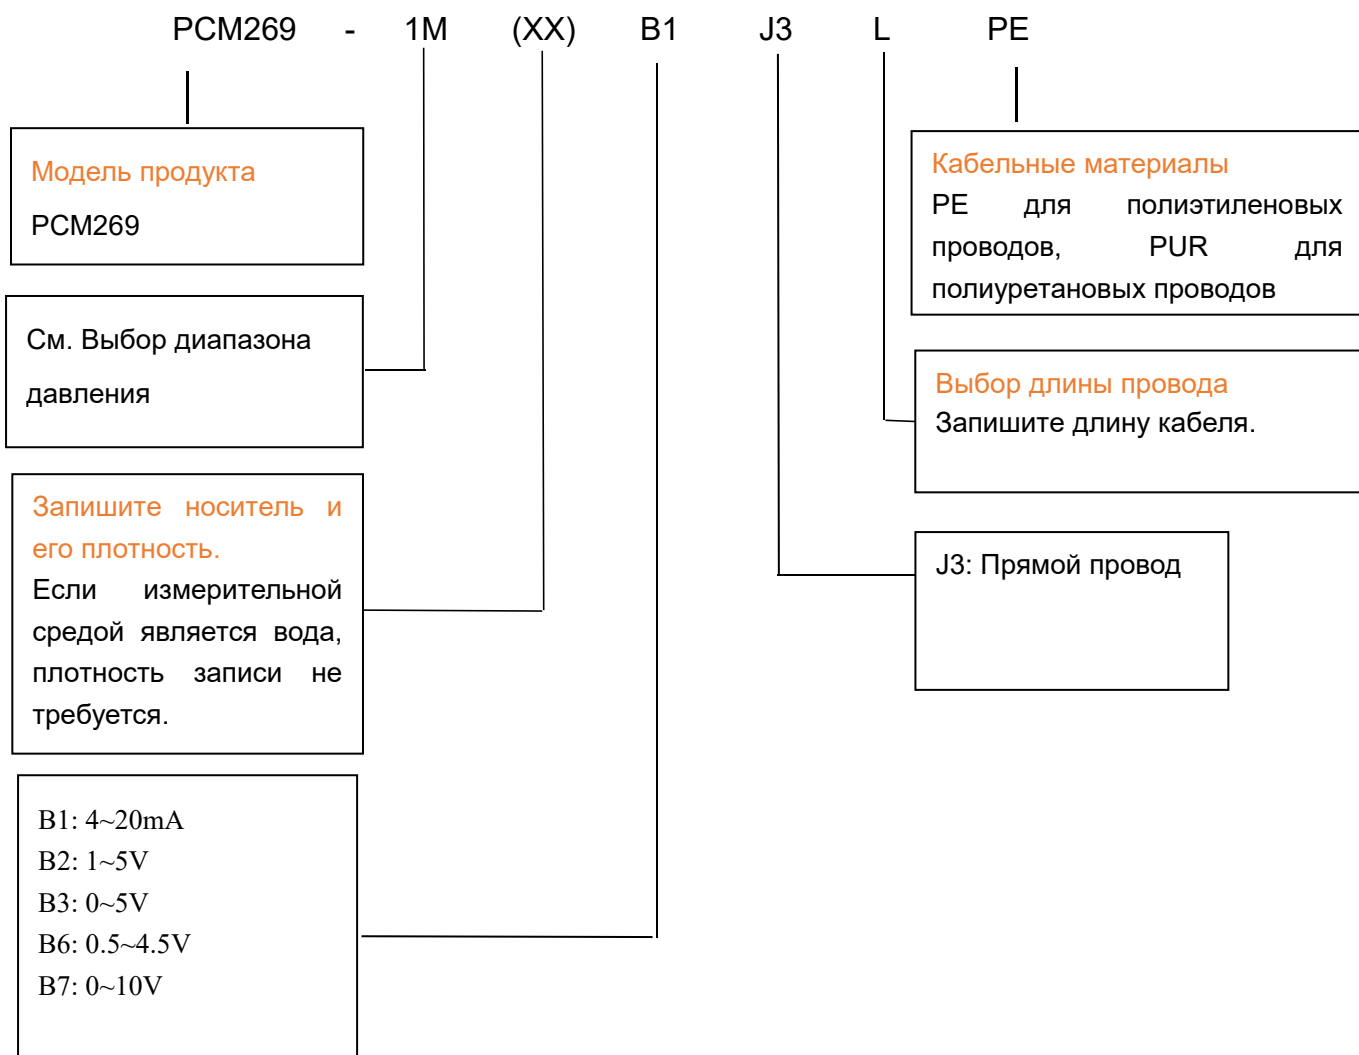 PCM269 - 1M (XX) B1 J3 L PE
Модель продукта
PCM269
См. Выбор диапазона
давления
Запишите носитель и
его плотность.
Если измерительной
средой является вода,
плотность записи не
требуется.
B1: 4~20mA
B2: 1~5V
B3: 0~5V
B6: 0.5~4.5V
B7: 0~10V
Кабельные материалы
PE для полиэтиленовых
проводов, PUR для
полиуретановых проводов
Выбор длины провода
Запишите длину кабеля.
J3: Прямой провод